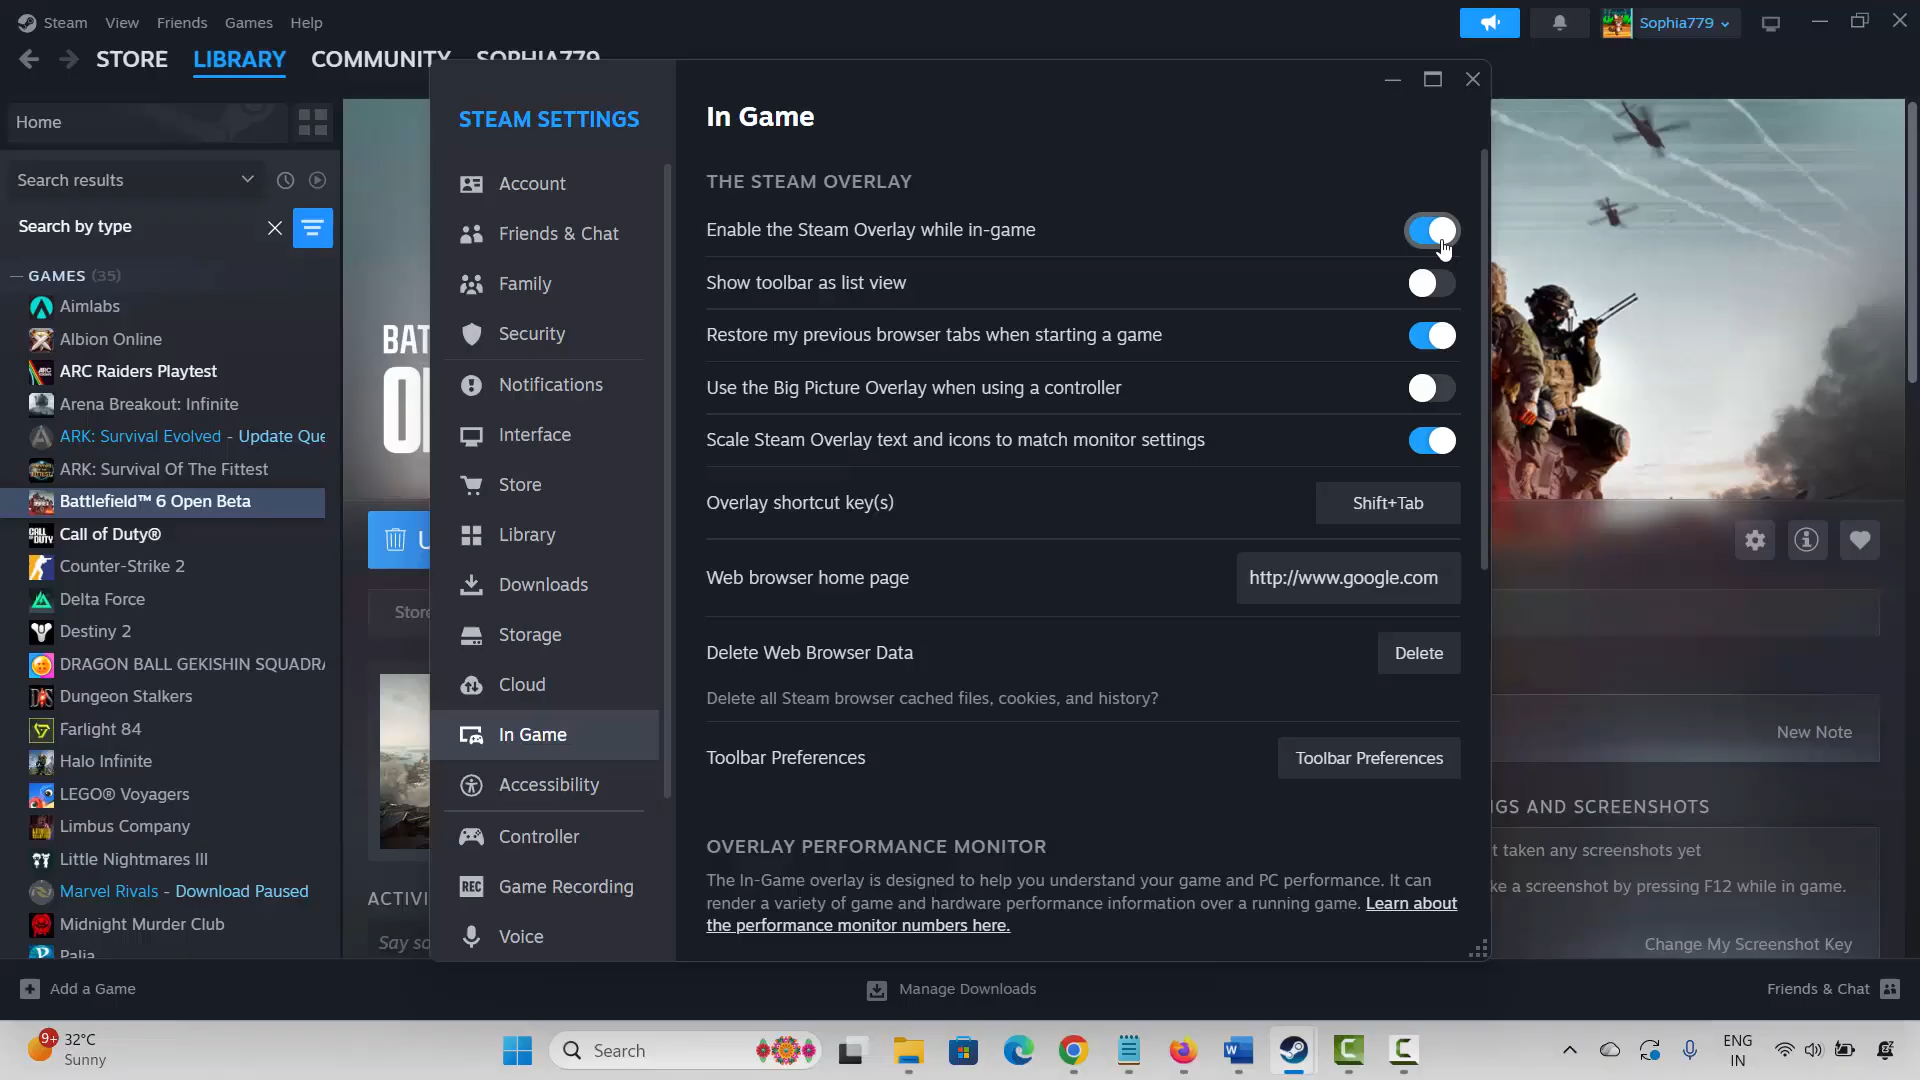 Steam View Friends Games Help
Sophia779
STORE LIBRARY COMMUNITY SOPHIA779
Home
Search results
Search by type
GAMES (35)
Aimlabs
Albion Online
ARC Raiders Playtest
Arena Breakout: Infinite
ARK: Survival Evolved - Update Que
ARK: Survival Of The Fittest
Battlefield™ 6 Open Beta
Call of Duty®
Counter-Strike 2
Delta Force
Destiny 2
DRAGON BALL GEKISHIN SQUADRA
Dungeon Stalkers
Farlight 84
Halo Infinite
LEGO® Voyagers
Limbus Company
Little Nightmares III
Marvel Rivals - Download Paused
Midnight Murder Club
Palia
STEAM SETTINGS
Account
Friends & Chat
Family
Security
Notifications
Interface
Store
Library
Downloads
Storage
Cloud
In Game
Accessibility
Controller
REC Game Recording
Voice
In Game
THE STEAM OVERLAY
Enable the Steam Overlay while in-game
Show toolbar as list view
Restore my previous browser tabs when starting a game
Use the Big Picture Overlay when using a controller
Scale Steam Overlay text and icons to match monitor settings
Overlay shortcut key(s) Shift+Tab
Web browser home page http://www.google.com
Delete Web Browser Data Delete
Delete all Steam browser cached files, cookies, and history?
Toolbar Preferences Toolbar Preferences
OVERLAY PERFORMANCE MONITOR
The In-Game overlay is designed to help you understand your game and PC performance. It can
render a variety of game and hardware performance information over a running game. Learn about
the performance monitor numbers here.
BAT
O
U
Store
ACTIVI
Say so
New Note
NGS AND SCREENSHOTS
t taken any screenshots yet
ke a screenshot by pressing F12 while in game.
Change My Screenshot Key
Add a Game
Manage Downloads
Friends & Chat
9+
32°C
Sunny
Search
ENG
IN